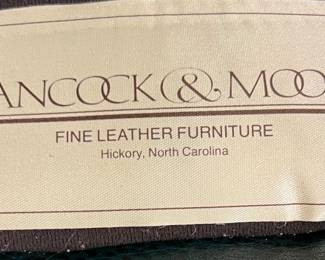 ANCOCK & MOO
FINE LEATHER FURNITURE
Hickory, North Carolina